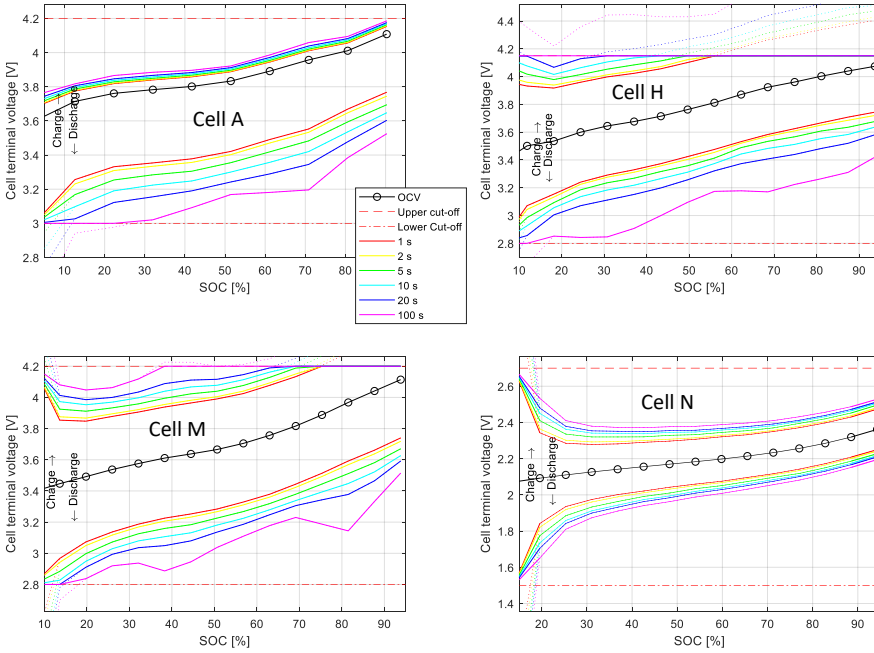 4.2
4
3.8
3.6
3.4
3.2
3
2.8
Cell terminal voltage [V]
Charge →
← Discharge
Cell A
10 20 30 40 50 60 70 80
SOC [%]
4.4
4.2
4
3.8
3.6
3.4
3.2
3
2.8
Cell terminal voltage [V]
Charge →
← Discharge
Cell H
10 20 30 40 50 60 70 80 90
SOC [%]
OCV
Upper cut-off
Lower Cut-off
1 s
2 s
5 s
10 s
20 s
100 s
4.2
4
3.8
3.6
3.4
3.2
3
2.8
Cell terminal voltage [V]
Charge →
← Discharge
Cell M
10 20 30 40 50 60 70 80 90
SOC [%]
2.6
2.4
2.2
2
1.8
1.6
1.4
Cell terminal voltage [V]
Charge →
← Discharge
Cell N
20 30 40 50 60 70 80 90
SOC [%]